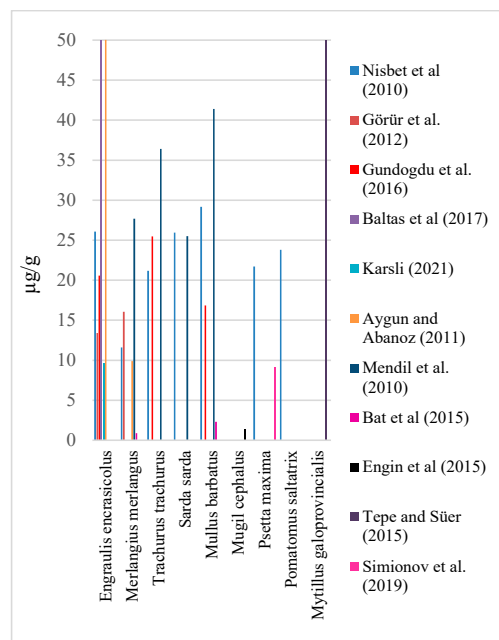 50
45
40
35
30
25
20
15
10
5
0
µg/g
Engraulis encrasicolus
Merlangius merlangus
Trachurus trachurus
Sarda sarda
Mullus barbatus
Mugil cephalus
Psetta maxima
Pomatomus saltatrix
Mytillus galoprovincialis
Nisbet et al
(2010)
Görür et al.
(2012)
Gundogdu et al.
(2016)
Baltas et al (2017)
Karsli (2021)
Aygun and
Abanoz (2011)
Mendil et al.
(2010)
Bat et al (2015)
Engin et al (2015)
Tepe and Süer
(2015)
Simionov et al.
(2019)